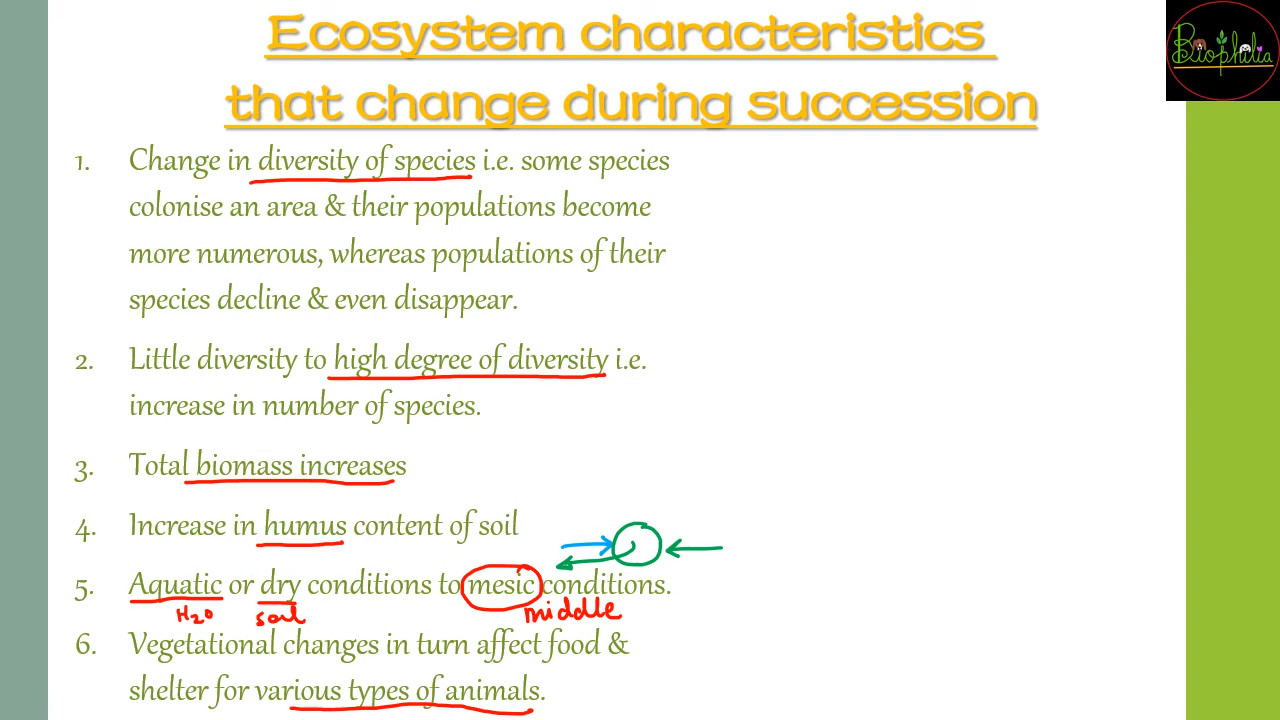 Ecosystem characteristics
that change during succession
Biophilia
1. Change in diversity of species i.e. some species
colonise an area & their populations become
more numerous, whereas populations of their
species decline & even disappear.
2. Little diversity to high degree of diversity i.e.
increase in number of species.
3. Total biomass increases
4. Increase in humus content of soil
5. Aquatic or dry conditions to mesic conditions.
H2O soil middle
6. Vegetational changes in turn affect food &
shelter for various types of animals.